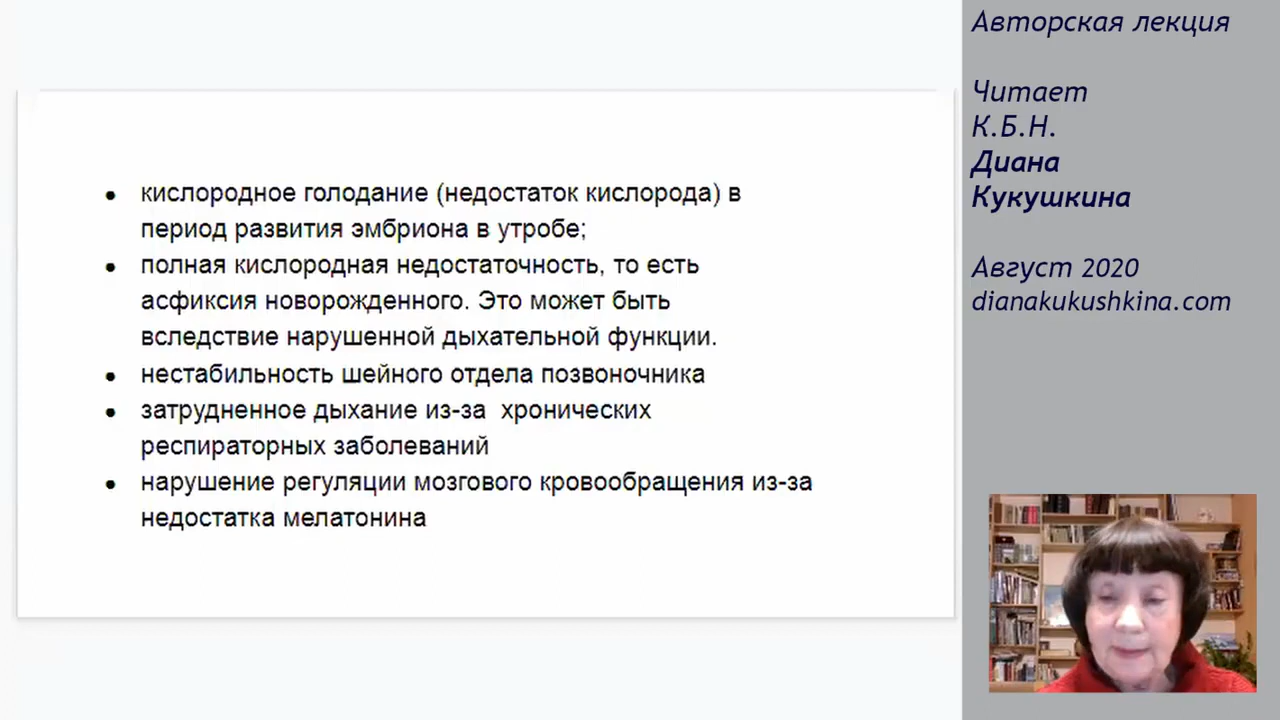 кислородное голодание (недостаток кислорода) в
период развития эмбриона в утробе;
полная кислородная недостаточность, то есть
асфиксия новорожденного. Это может быть
вследствие нарушенной дыхательной функции.
нестабильность шейного отдела позвоночника
затрудненное дыхание из-за  хронических
респираторных заболеваний
нарушение регуляции мозгового кровообращения из-за
недостатка мелатонина
Авторская лекция
Читает
К.Б.Н.
Диана
Кукушкина
Август 2020
dianakukushkina.com